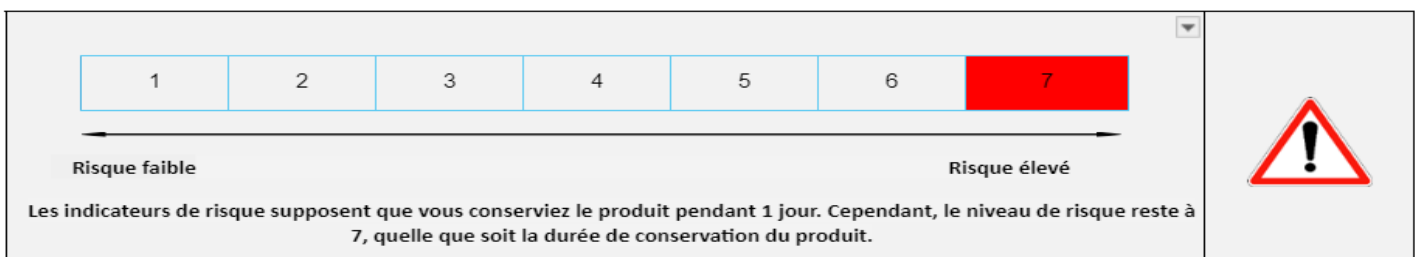 1 2 3 4 5 6 7
Risque faible Risque élevé
Les indicateurs de risque supposent que vous conserviez le produit pendant 1 jour. Cependant, le niveau de risque reste à
7, quelle que soit la durée de conservation du produit.